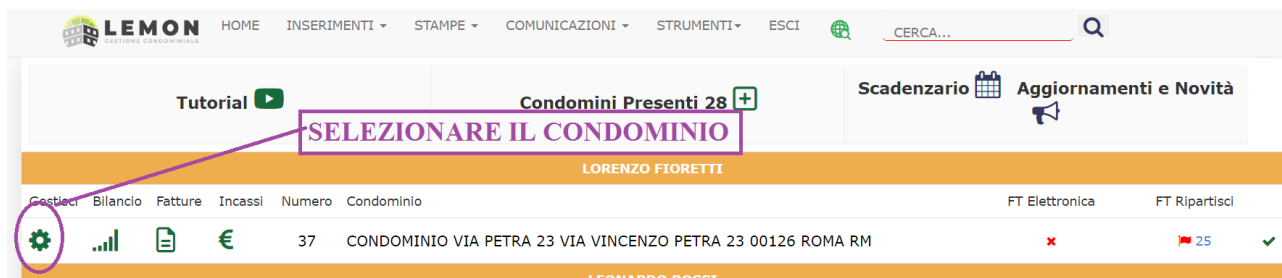 LEMON
GESTIONE CONDOMINIALE
HOME INSERIMENTI STAMPE COMUNICAZIONI STRUMENTI ESCI CERCA...
Tutorial Condomini Presenti 28 Scadenzario Aggiornamenti e Novità
SELEZIONARE IL CONDOMINIO
LORENZO FIORETTI
Gestisci Bilancio Fatture Incassi Numero Condominio FT Elettronica FT Ripartisci
37 CONDOMINIO VIA PETRA 23 VIA VINCENZO PETRA 23 00126 ROMA RM 25
LEONARDO ROSSI